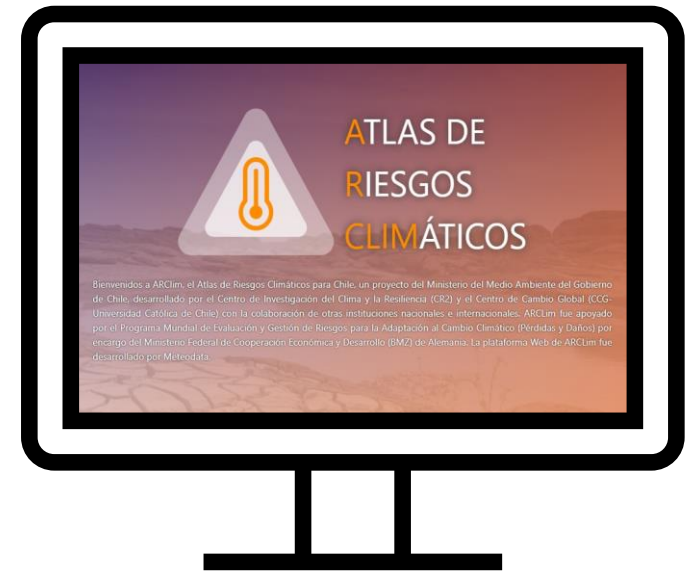 ATLAS DE
RIESGOS
CLIMÁTICOS
Bienvenidos a ARClim, el Atlas de Riesgos Climáticos para Chile, un proyecto del Ministerio del Medio Ambiente del Gobierno
de Chile, desarrollado por el Centro de Investigación del Clima y la Resiliencia (CR2) y el Centro de Cambio Global (CCG-
Universidad Católica de Chile) con la colaboración de otras instituciones nacionales e internacionales. ARCLim fue apoyado
por el Programa Mundial de Evaluación y Gestión de Riesgos para la Adaptación al Cambio Climático (Pérdidas y Daños) por
encargo del Ministerio Federal de Cooperación Económica y Desarrollo (BMZ) de Alemania. La plataforma Web de ARCLim fue
desarrollado por Meteodata.